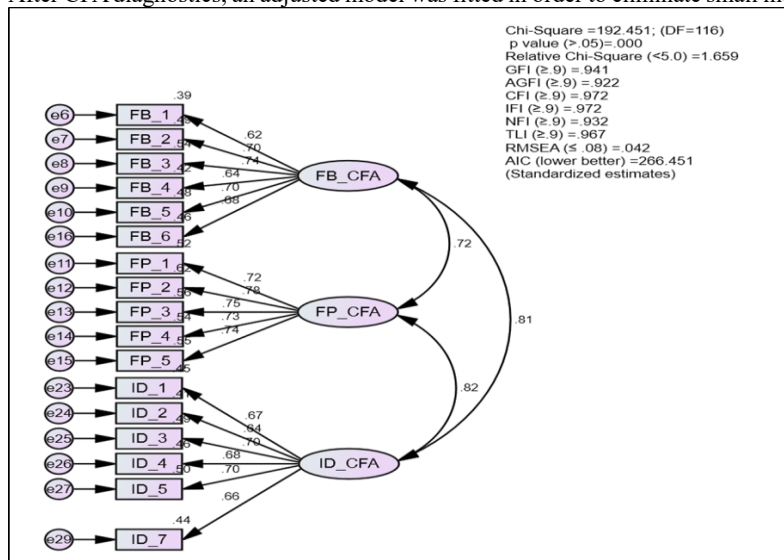 After CFA diagnostics, an adjusted model was fitted in order to eliminate small
Chi-Square =192.451; (DF=116)
p value (>.05)=.000
Relative Chi-Square (<5.0) =1.659
GFI (≥.9) =.941
AGFI (≥.9) =.922
CFI (≥.9) =.972
IFI (≥.9) =.972
NFI (≥.9) =.932
TLI (≥.9) =.967
RMSEA (≤ .08) =.042
AIC (lower better) =266.451
(Standardized estimates)
.39
e6 FB_1
.62
e7 FB_2
.70
.54
e8 FB_3
.74
.42
e9 FB_4
.64
.48
e10 FB_5
.70
.46
e16 FB_6
FB_CFA
.52
e11 FP_1
.72
.62
e12 FP_2
.78
.56
e13 FP_3
.75
.54
e14 FP_4
.73
.55
e15 FP_5
.74
FP_CFA
.72
.81
.82
.45
e23 ID_1
.67
.41
e24 ID_2
.64
.49
e25 ID_3
.70
.46
e26 ID_4
.68
.50
e27 ID_5
.70
ID_CFA
.66
.44
e29 ID_7